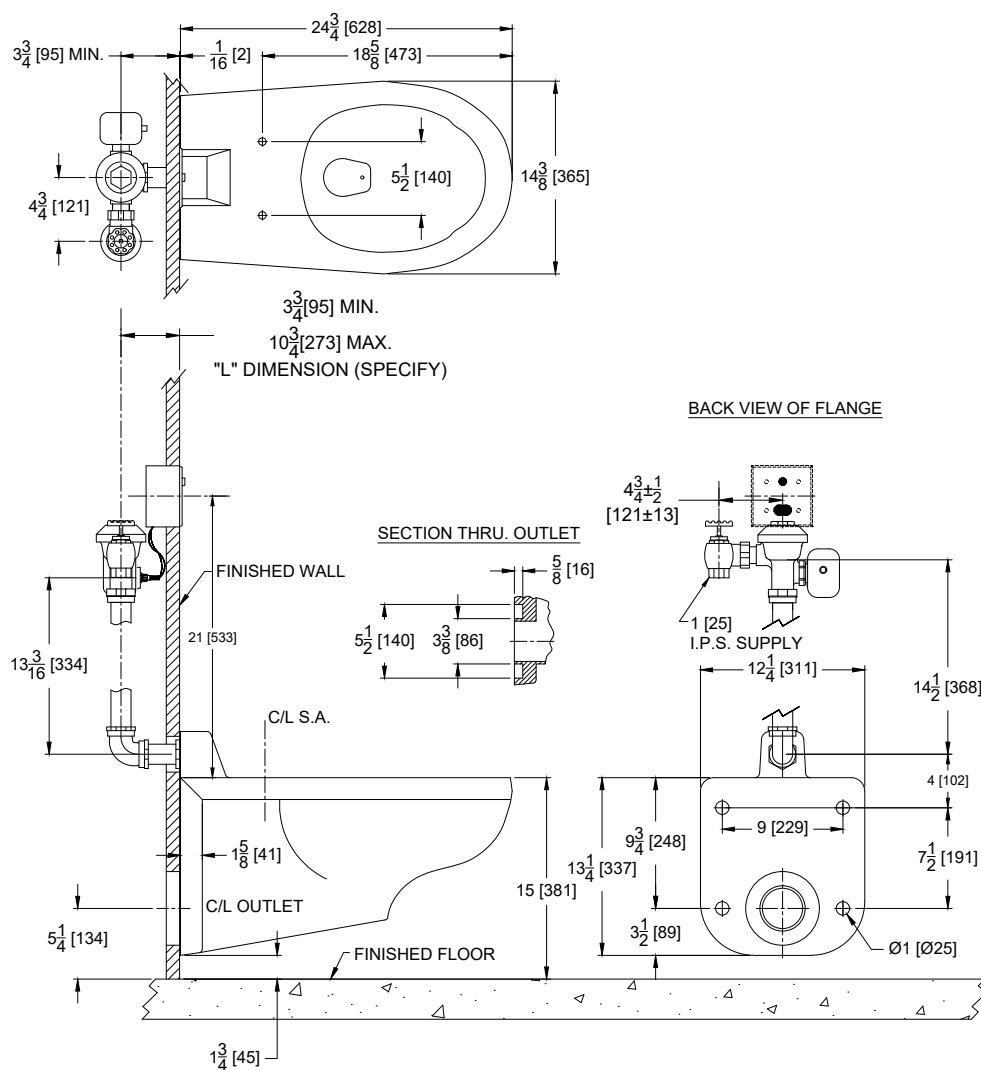 24 3/4 [628]
3 3/4 [95] MIN.
1/16 [2]
18 5/8 [473]
5 1/2 [140]
14 3/8 [365]
4 3/4 [121]
3 3/4 [95] MIN.
10 3/4 [273] MAX.
"L" DIMENSION (SPECIFY)
BACK VIEW OF FLANGE
4 3/4 ± 1/2
[121±13]
SECTION THRU. OUTLET
5/8 [16]
FINISHED WALL
1 [25]
I.P.S. SUPPLY
21 [533]
5 1/2 [140]
3 3/8 [86]
13 3/16 [334]
12 1/4 [311]
14 1/2 [368]
C/L S.A.
4 [102]
9 [229]
9 3/4 [248]
1 5/8 [41]
13 1/4 [337]
7 1/2 [191]
15 [381]
C/L OUTLET
5 1/4 [134]
3 1/2 [89]
Ø1 [Ø25]
FINISHED FLOOR
1 3/4 [45]